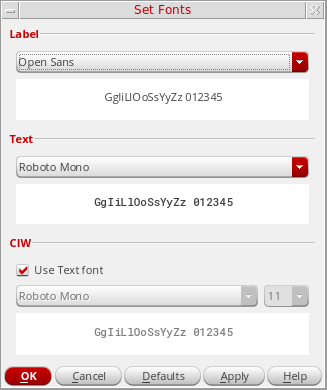 Set Fonts
Label
Open Sans
GgIiLlOoSsYyZz 012345
Text
Roboto Mono
GgIiLlOoSsYyZz 012345
CIW
Use Text font
Roboto Mono 11
GgIiLlOoSsYyZz 012345
OK Cancel Defaults Apply Help